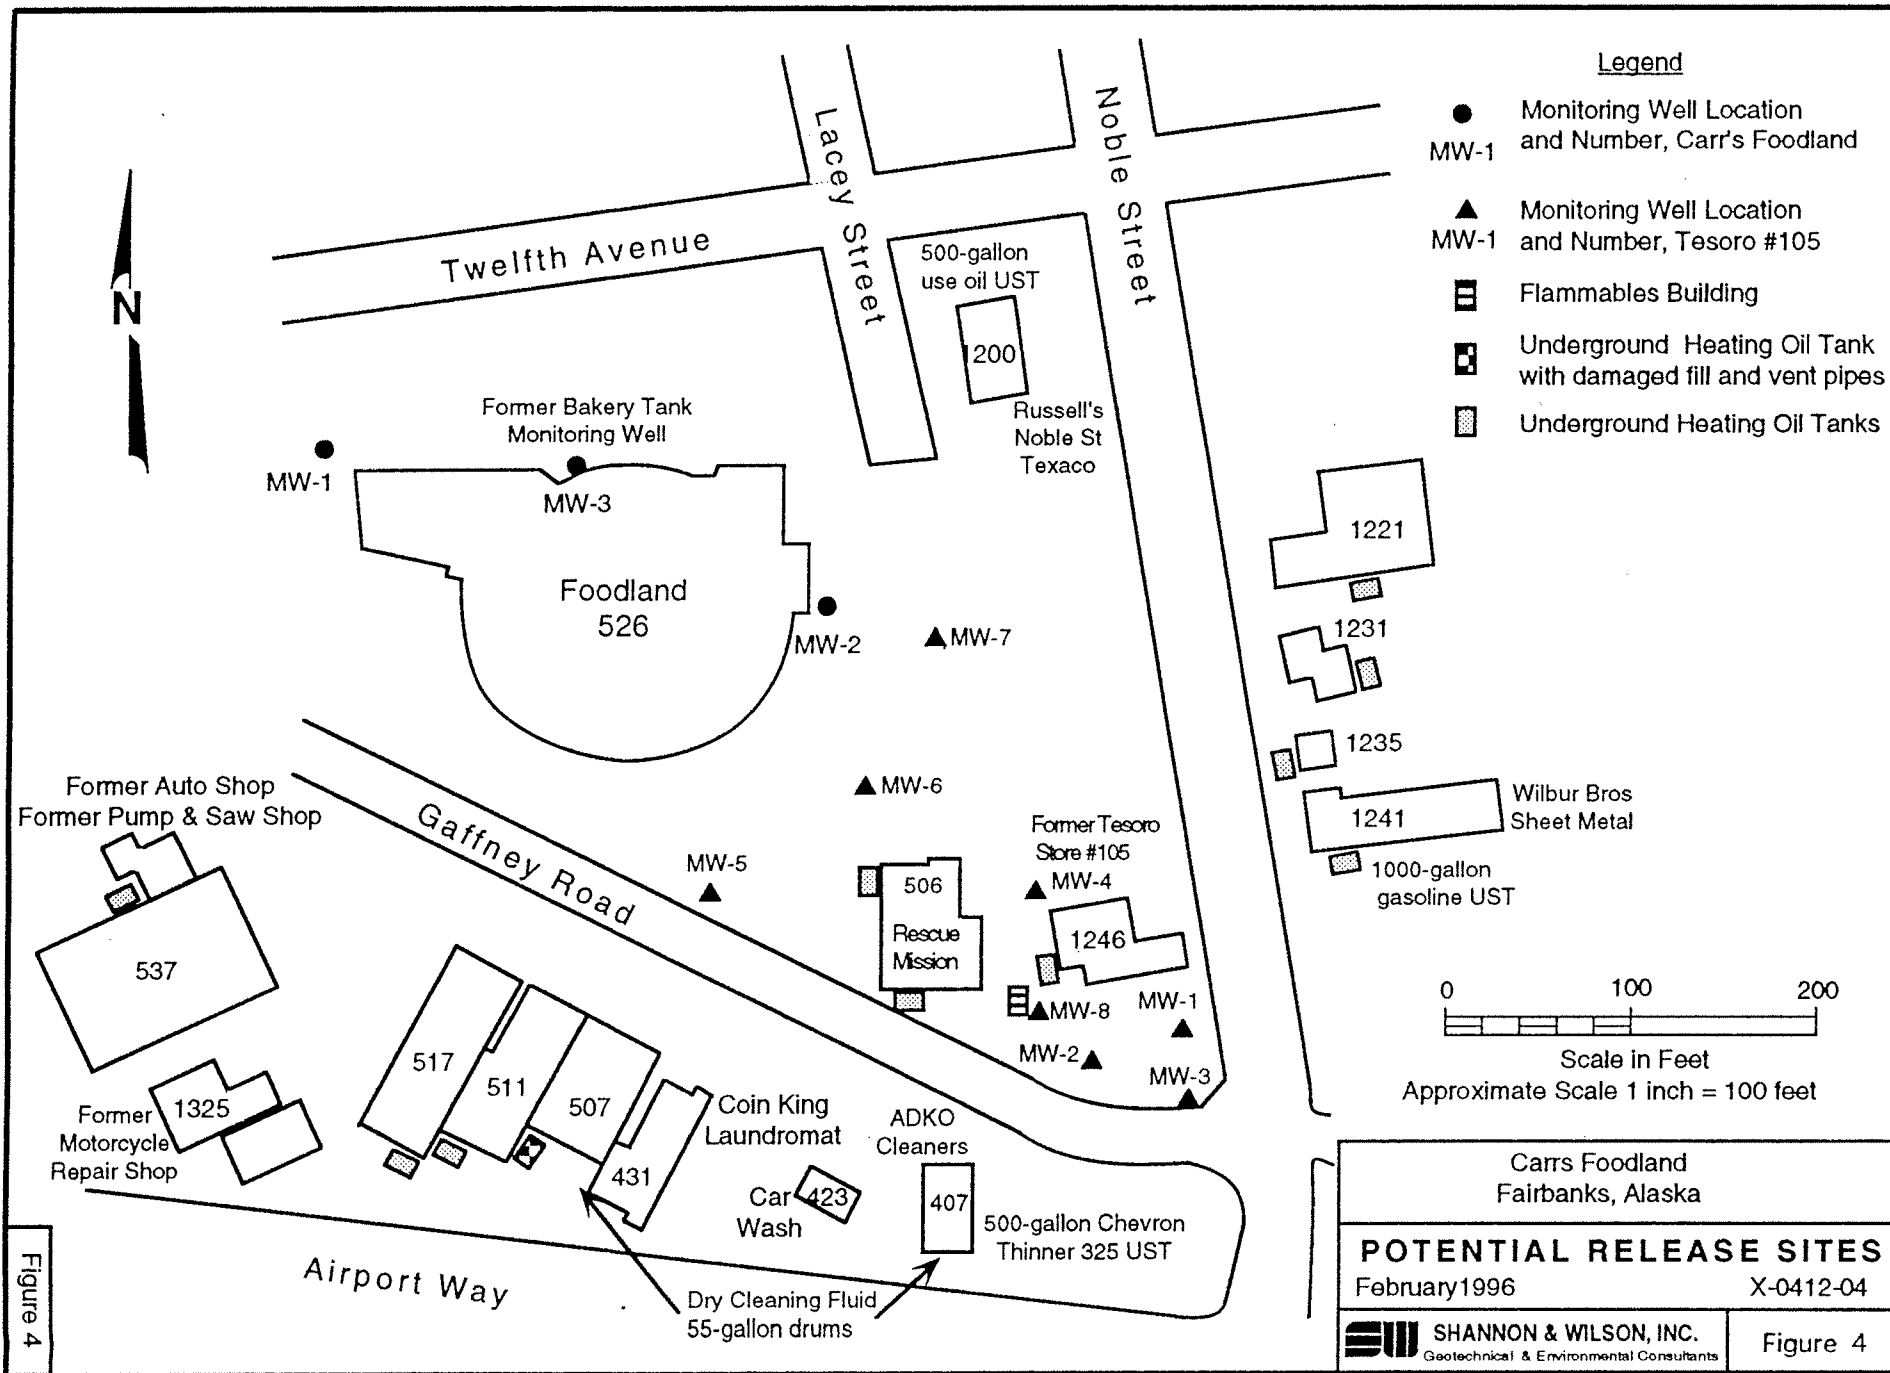 Legend
MW-1
Monitoring Well Location
and Number, Carr's Foodland
MW-1
Monitoring Well Location
and Number, Tesoro #105
Flammables Building
Underground Heating Oil Tank
with damaged fill and vent pipes
Underground Heating Oil Tanks
N
Lacey Street
Noble Street
Twelfth Avenue
500-gallon
use oil UST
1200
Russell's
Noble St
Texaco
Former Bakery Tank
Monitoring Well
MW-1
MW-3
Foodland
526
MW-2
MW-7
1221
1231
1235
1241
Wilbur Bros
Sheet Metal
1000-gallon
gasoline UST
Former Auto Shop
Former Pump & Saw Shop
537
Gaffney Road
MW-6
MW-5
506
Rescue
Mission
Former Tesoro
Store #105
MW-4
1246
MW-8
MW-1
MW-2
MW-3
517
511
507
431
1325
Former
Motorcycle
Repair Shop
Coin King
Laundromat
Car
Wash
423
ADKO
Cleaners
407
500-gallon Chevron
Thinner 325 UST
Dry Cleaning Fluid
55-gallon drums
Airport Way
0 100 200
Scale in Feet
Approximate Scale 1 inch = 100 feet
Carrs Foodland
Fairbanks, Alaska
POTENTIAL RELEASE SITES
February1996 X-0412-04
SW SHANNON & WILSON, INC.
Geotechnical & Environmental Consultants
Figure 4
Figure 4